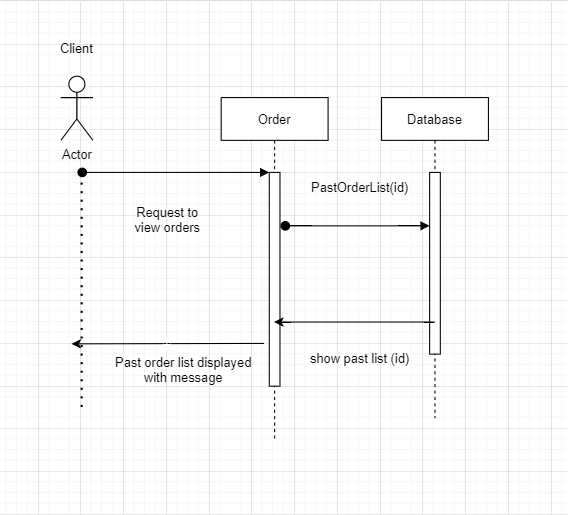 Client
Actor
Order
Database
Request to
view orders
PastOrderList(id)
Past order list displayed
with message
show past list (id)